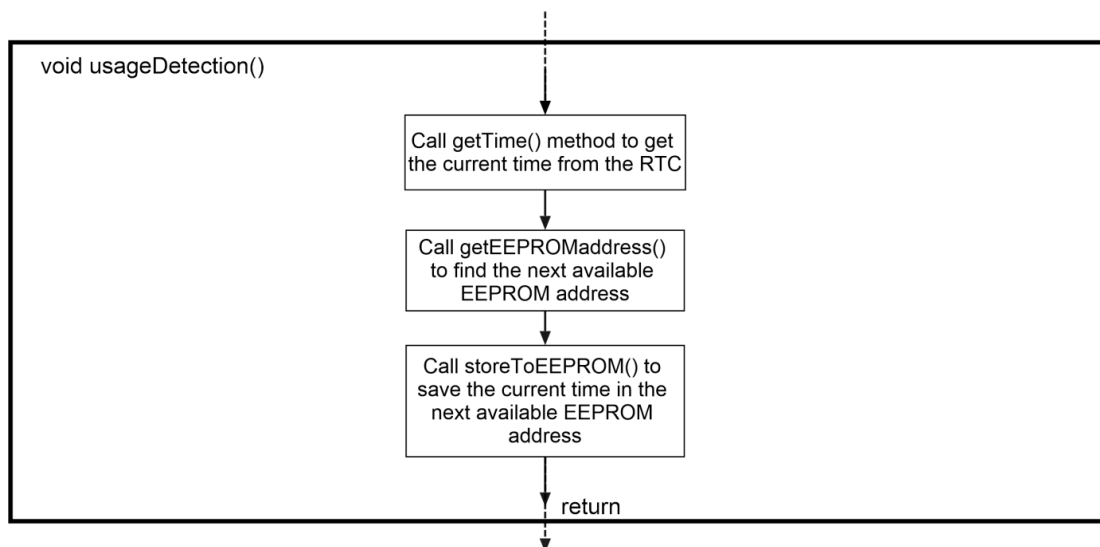 void usageDetection()
Call getTime() method to get
the current time from the RTC
Call getEEPROMaddress()
to find the next available
EEPROM address
Call storeToEEPROM() to
save the current time in the
next available EEPROM
address
return